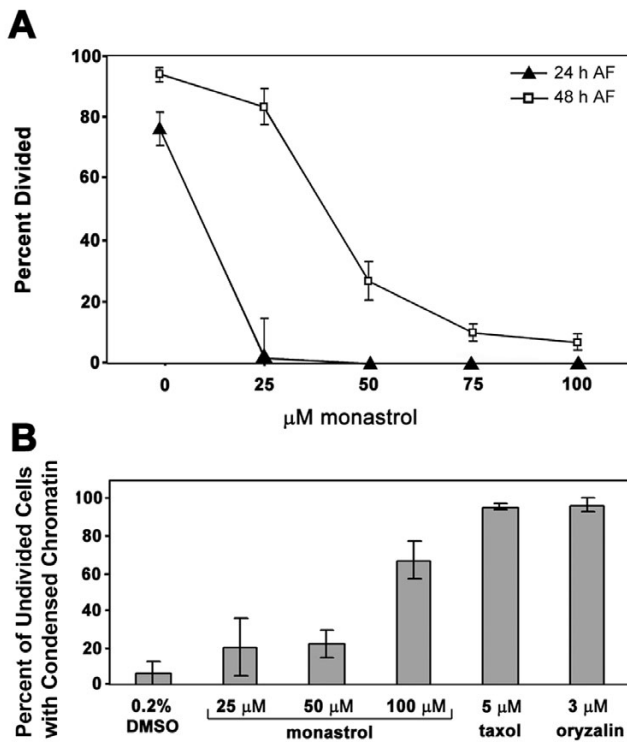 A
100
80
60
40
20
0
Percent Divided
24 h AF
48 h AF
0 25 50 75 100
μM monastrol
B
Percent of Undivided Cells
with Condensed Chromatin
100
80
60
40
20
0
0.2% 25 μM 50 μM 100 μM 5 μM 3 μM
DMSO monastrol taxol oryzalin